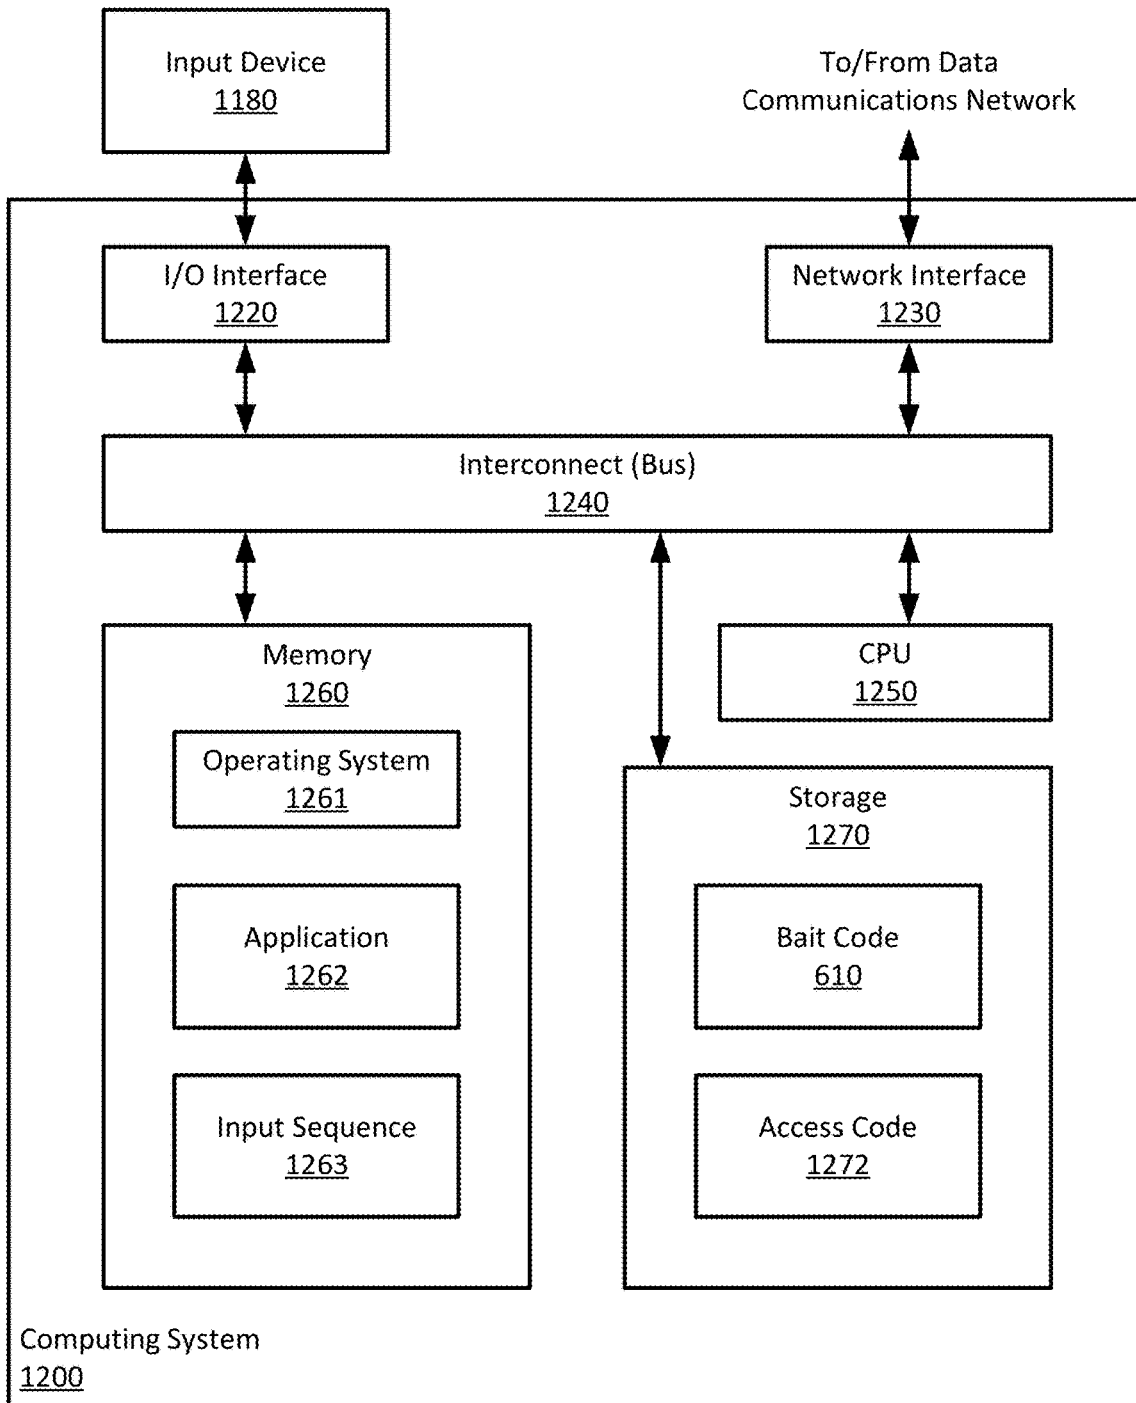 Input Device
1180
To/From Data
Communications Network
I/O Interface
1220
Network Interface
1230
Interconnect (Bus)
1240
Memory
1260
CPU
1250
Operating System
1261
Storage
1270
Application
1262
Bait Code
610
Input Sequence
1263
Access Code
1272
Computing System
1200